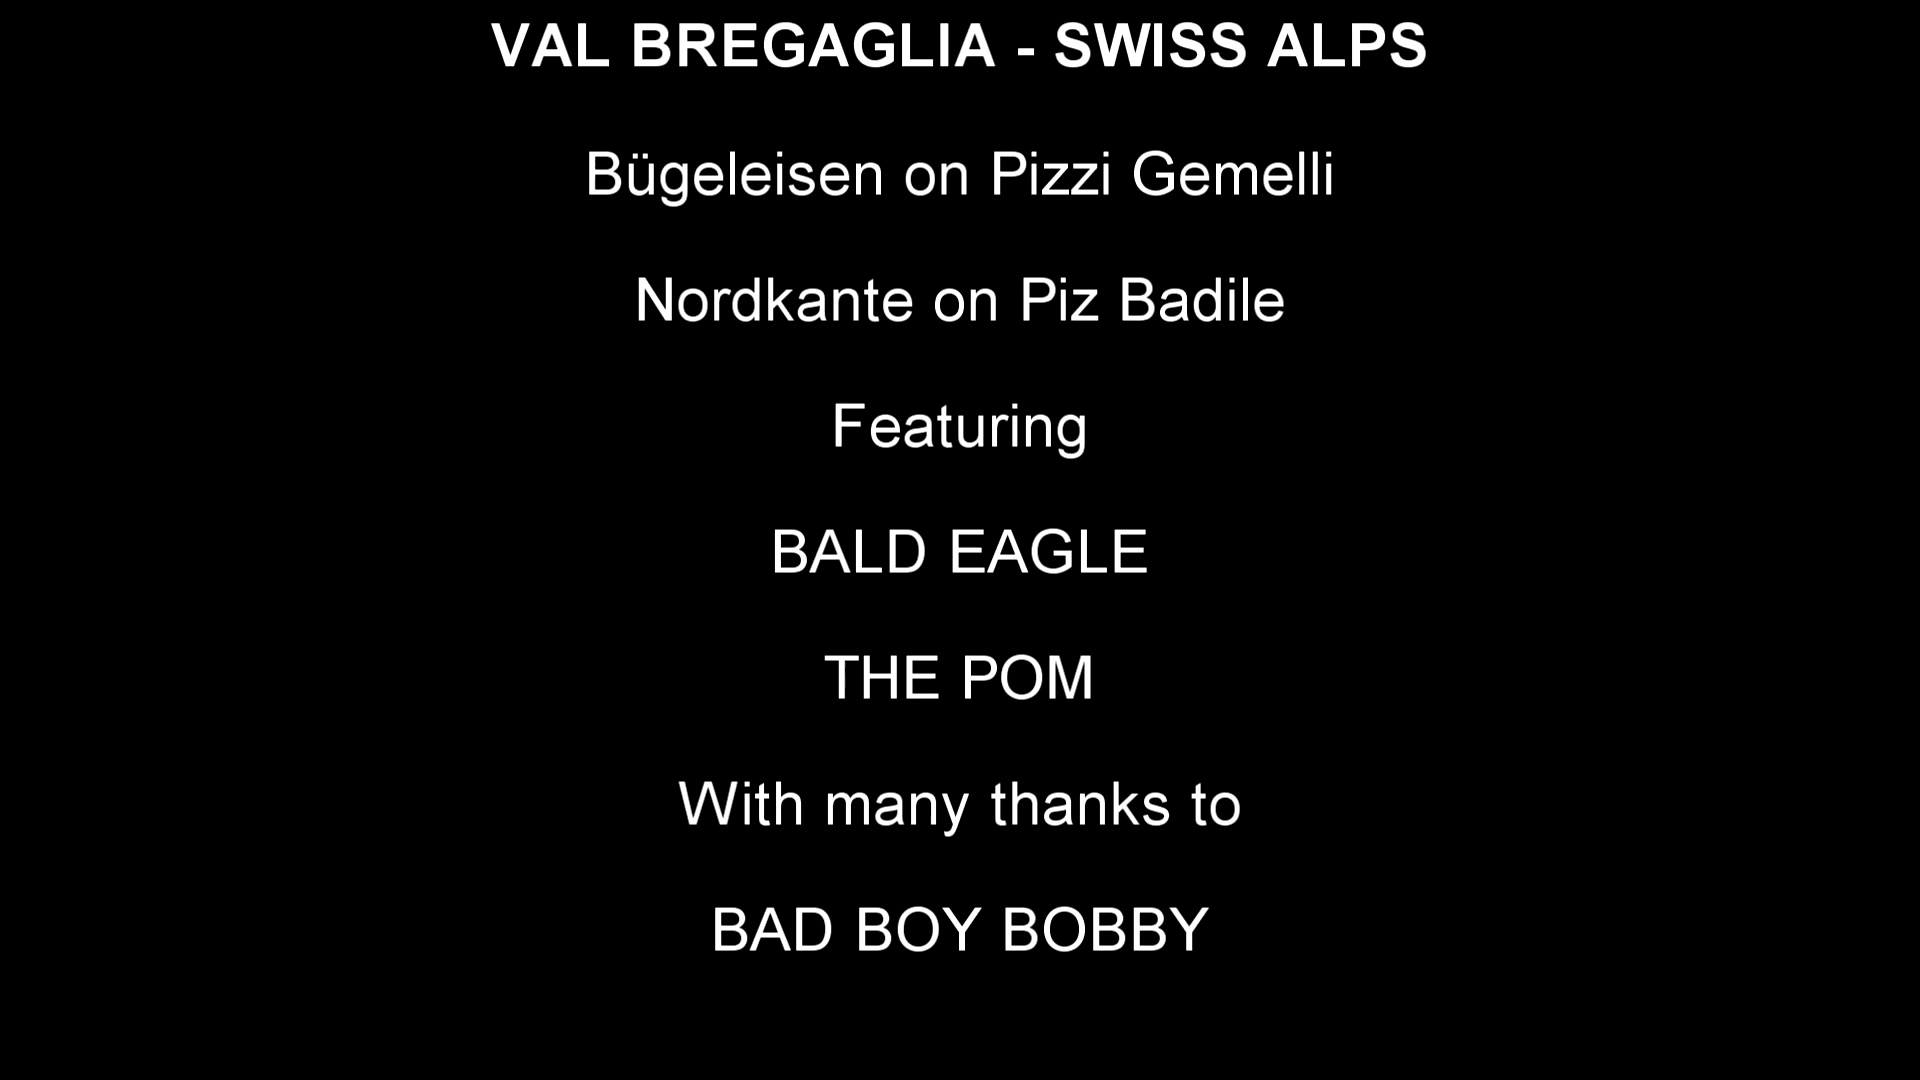 VAL BREGAGLIA - SWISS ALPS
Bügeleisen on Pizzi Gemelli
Nordkante on Piz Badile
Featuring
BALD EAGLE
THE POM
With many thanks to
BAD BOY BOBBY